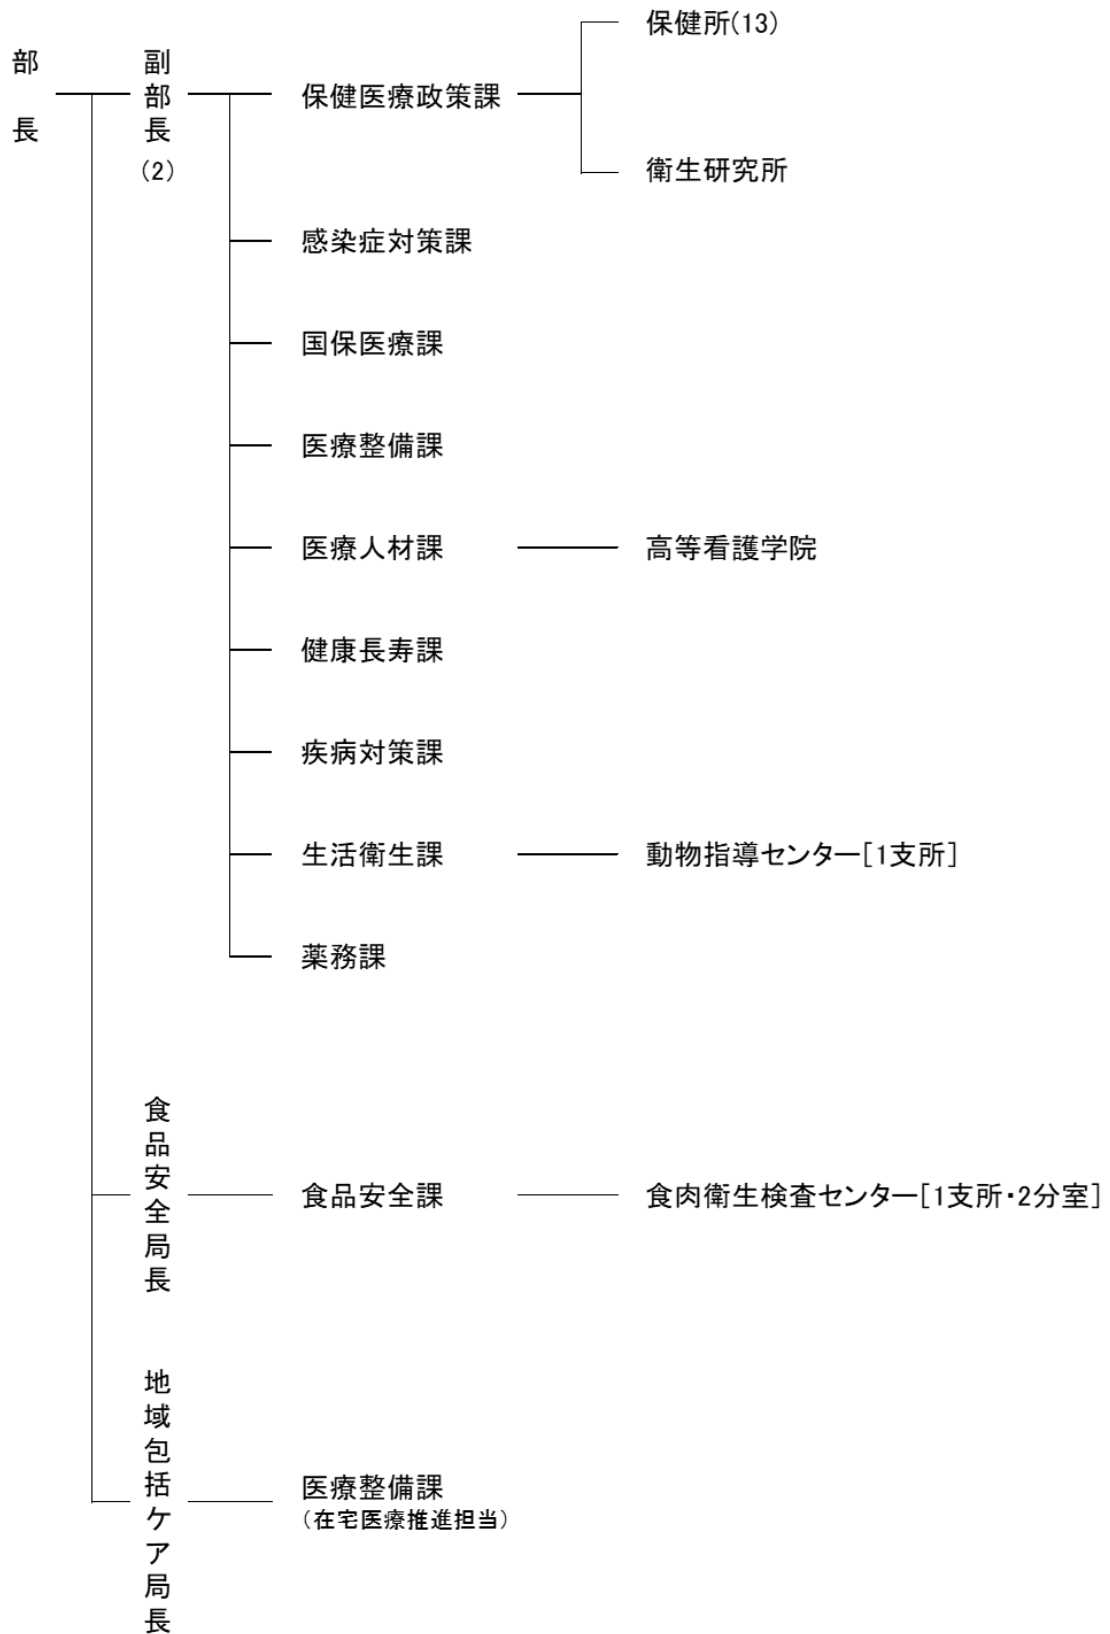 部長
副部長
(2)
保健医療政策課
保健所(13)
衛生研究所
感染症対策課
国保医療課
医療整備課
医療人材課
高等看護学院
健康長寿課
疾病対策課
生活衛生課
動物指導センター[1支所]
薬務課
食品安全局長
食品安全課
食肉衛生検査センター[1支所・2分室]
地域包括ケア局長
医療整備課
(在宅医療推進担当)